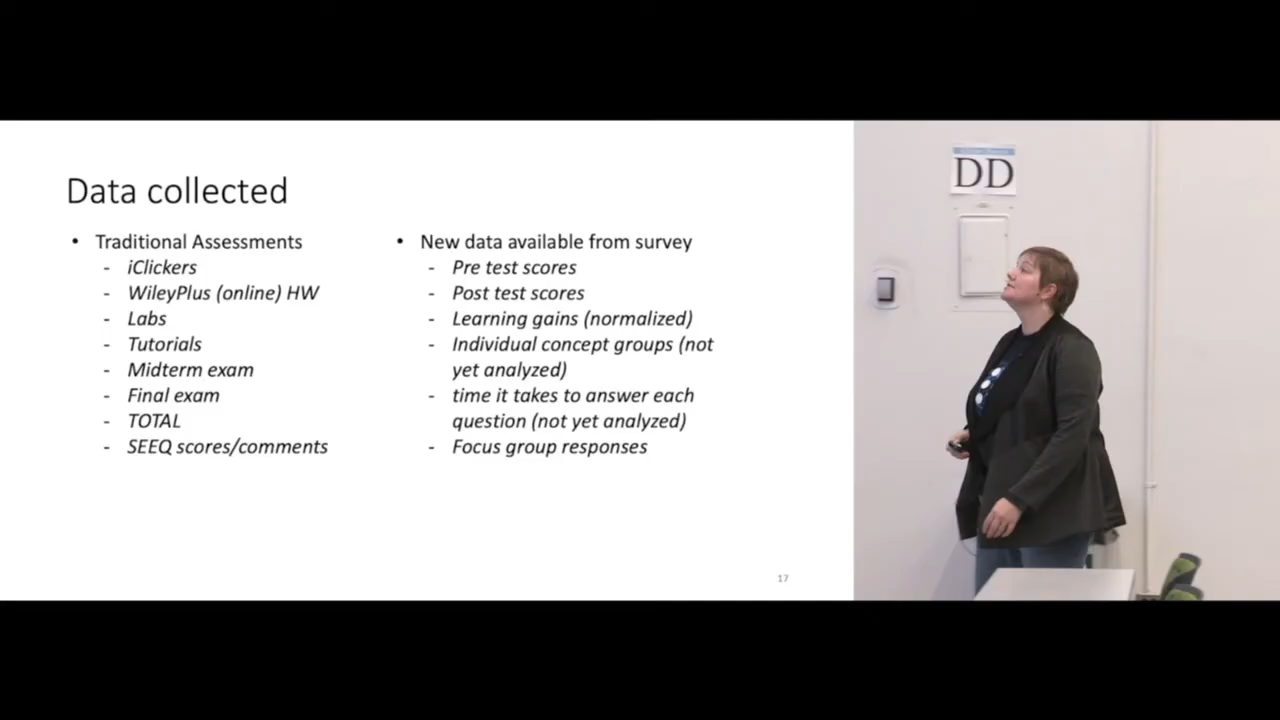 Data collected
• Traditional Assessments
- iClickers
- WileyPlus (online) HW
- Labs
- Tutorials
- Midterm exam
- Final exam
- TOTAL
- SEEQ scores/comments
• New data available from survey
- Pre test scores
- Post test scores
- Learning gains (normalized)
- Individual concept groups (not
yet analyzed)
- time it takes to answer each
question (not yet analyzed)
- Focus group responses
17
DD